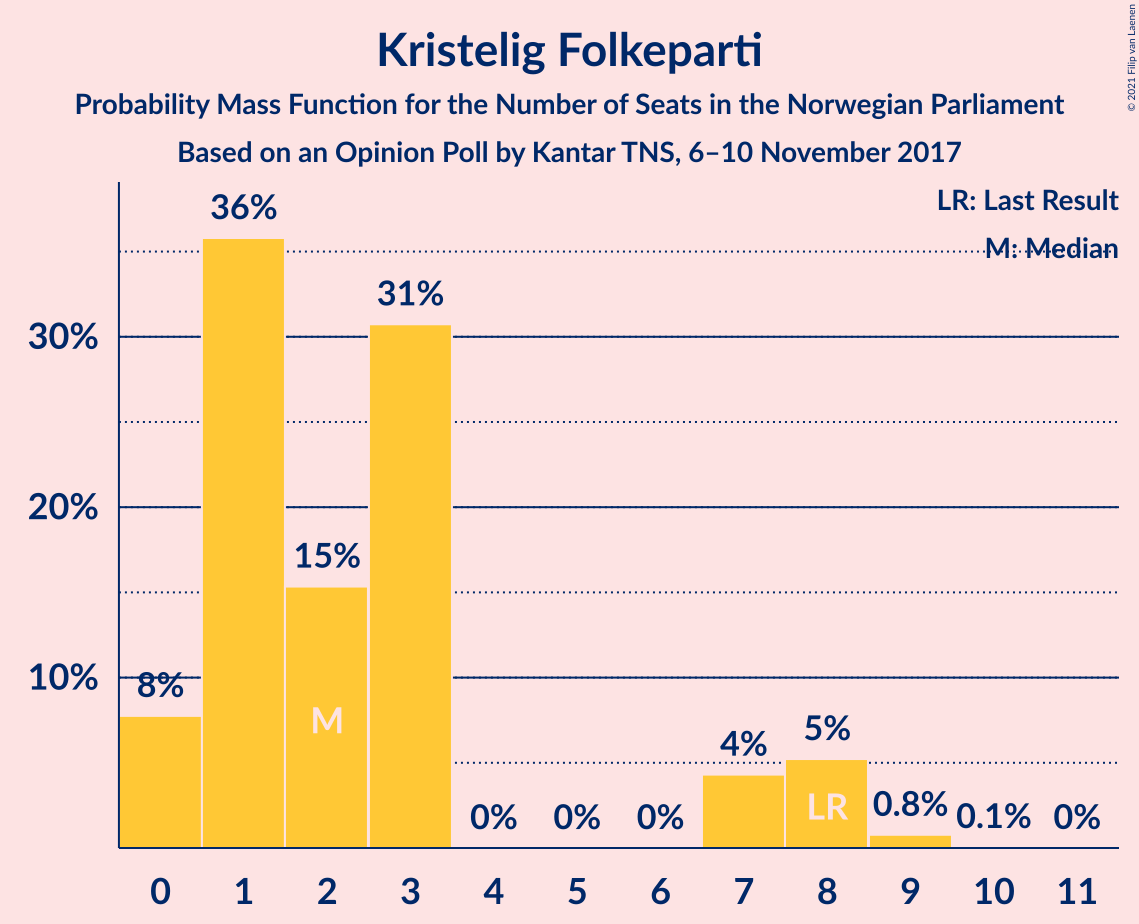 Kristelig Folkeparti
Probability Mass Function for the Number of Seats in the Norwegian Parliament
Based on an Opinion Poll by Kantar TNS, 6–10 November 2017
© 2021 Filip van Laenen
LR: Last Result
M: Median
36%
31%
30%
20%
15%
10%
8%
M
4%
5%
LR
0%
0%
0%
0.8%
0.1%
0%
0 1 2 3 4 5 6 7 8 9 10 11